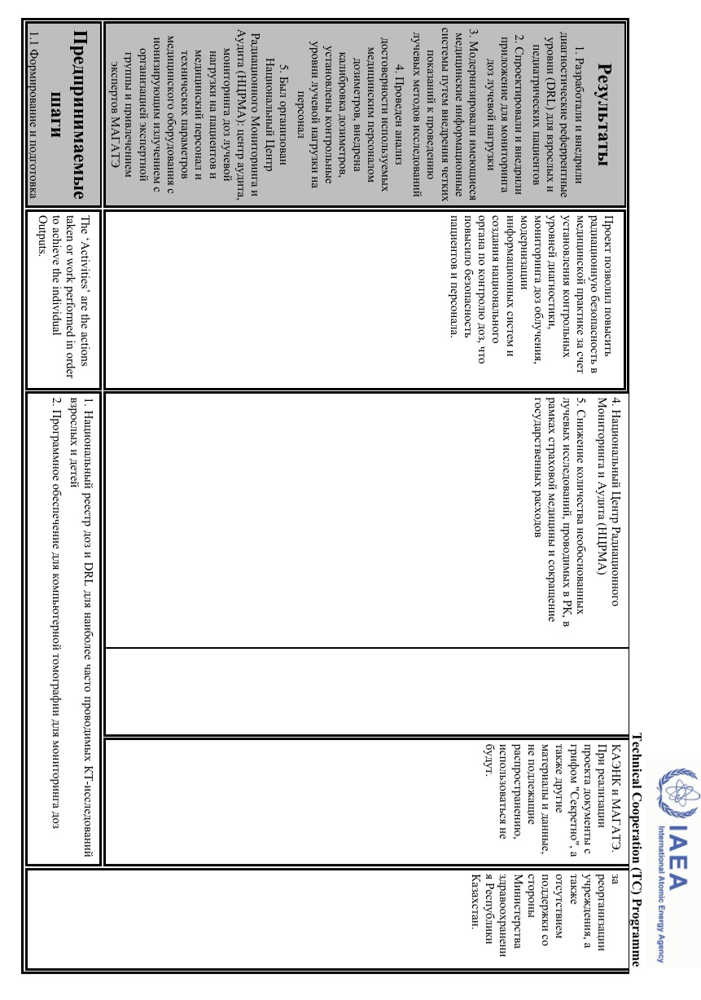 IAEA
International Atomic Energy Agency
Technical Cooperation (TC) Programme
Результаты
1. Разработали и внедрили
диагностические референтные
уровни (DRL) для взрослых и
педиатрических пациентов
2. Спроектировали и внедрили
приложение для мониторинга
доз лучевой нагрузки
3. Модернизировали имеющиеся
медицинские информационные
системы путем внедрения четких
показаний к проведению
лучевых методов исследований
4. Проведен анализ
достоверности используемых
медицинским персоналом
дозиметров, внедрена
калибровка дозиметров,
установлены контрольные
уровни лучевой нагрузки на
персонал
5. Был организован
Национальный Центр
Радиационного Мониторинга и
Аудита (НЦРМА): центр аудита,
мониторинга доз лучевой
нагрузки на пациентов и
медицинский персонал и
технических параметров
медицинского оборудования с
ионизирующим излучением с
организацией экспертной
группы и привлечением
экспертов МАГАТЭ
Проект позволил повысить
радиационную безопасность в
медицинской практике за счет
установления контрольных
уровней диагностики,
мониторинга доз облучения,
модернизации
информационных систем и
создания национального
органа по контролю доз, что
повысило безопасность
пациентов и персонала.
4. Национальный Центр Радиационного
Мониторинга и Аудита (НЦРМА)
5. Снижение количества необоснованных
лучевых исследований, проводимых в РК, в
рамках страховой медицины и сокращение
государственных расходов
КАЭНК и МАГАТЭ.
При реализации
проекта документы с
грифом "Секретно", а
также другие
материалы и данные,
не подлежащие
распространению,
использоваться не
будут.
за
реорганизации
учреждения, а
также
отсутствием
поддержки со
стороны
Министерства
здравоохранени
я Республики
Казахстан.
Предпринимаемые
шаги
1.1 Формирование и подготовка
The ‘Activities’ are the actions
taken or work performed in order
to achieve the individual
Outputs.
1. Национальный реестр доз и DRL для наиболее часто проводимых КТ-исследований
взрослых и детей
2. Программное обеспечение для компьютерной томографии для мониторинга доз